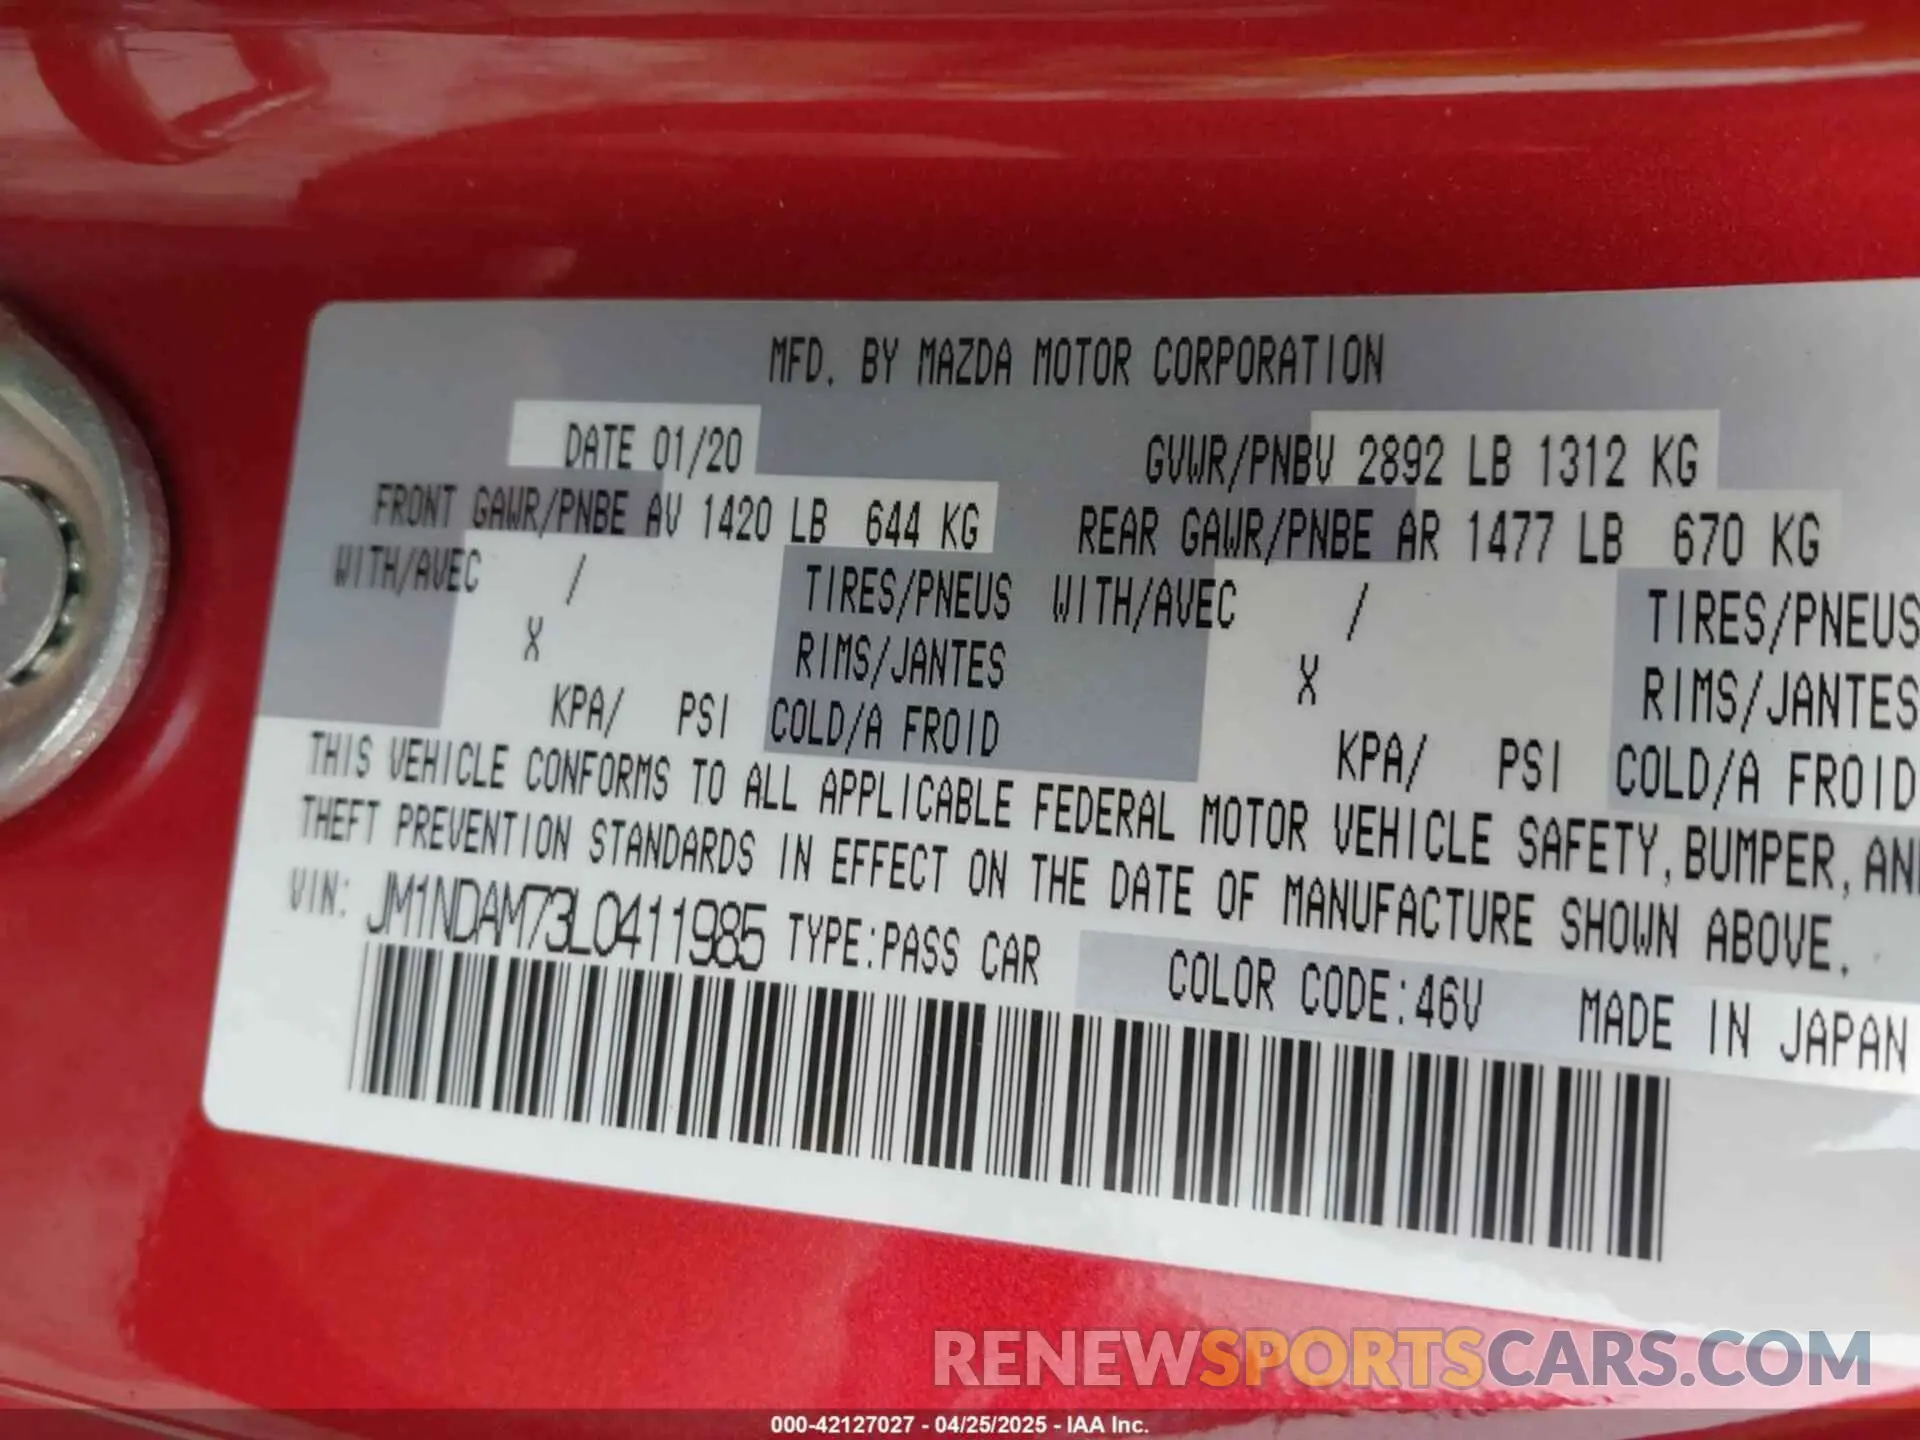 MFD. BY MAZDA MOTOR CORPORATION
DATE 01/20 GVWR/PNBV 2892 LB 1312 KG
FRONT GAWR/PNBE AV 1420 LB 644 KG REAR GAWR/PNBE AR 1477 LB 670 KG
WITH/AVEC / TIRES/PNEUS WITH/AVEC / TIRES/PNEUS
X RIMS/JANTES X RIMS/JANTES
KPA/ PSI COLD/A FROID KPA/ PSI COLD/A FROID
THIS VEHICLE CONFORMS TO ALL APPLICABLE FEDERAL MOTOR VEHICLE SAFETY, BUMPER,
THEFT PREVENTION STANDARDS IN EFFECT ON THE DATE OF MANUFACTURE SHOWN ABOVE.
VIN: JM1NDAM73L0411985 TYPE:PASS CAR COLOR CODE:46V MADE IN JAPAN
RENEWSPORTSCARS.COM
000-42127027 - 04/25/2025 - IAA Inc.